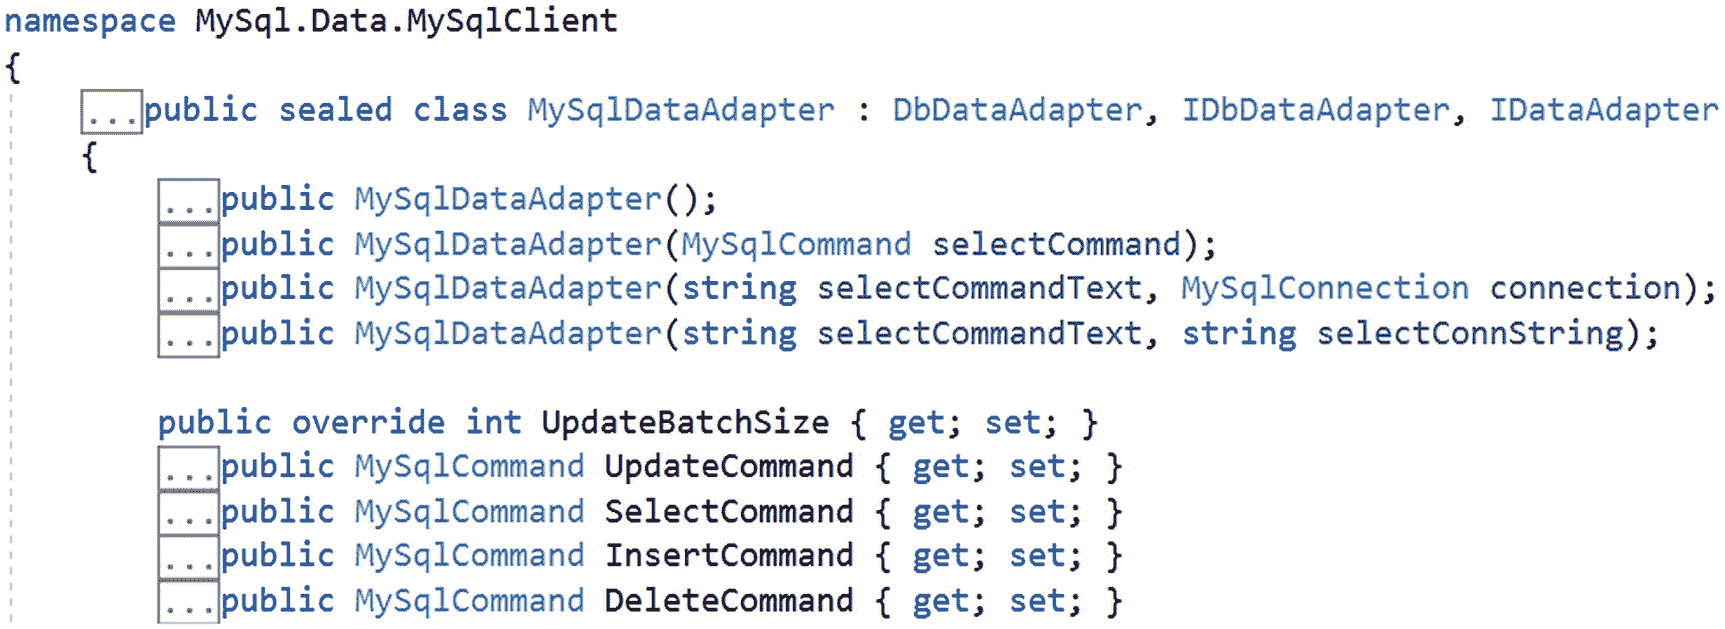 namespace MySql.Data.MySqlClient
{
...public sealed class MySqlDataAdapter : DbDataAdapter, IDbDataAdapter, IDataAdapter
{
...public MySqlDataAdapter();
...public MySqlDataAdapter(MySqlCommand selectCommand);
...public MySqlDataAdapter(string selectCommandText, MySqlConnection connection);
...public MySqlDataAdapter(string selectCommandText, string selectConnString);
public override int UpdateBatchSize { get; set; }
...public MySqlCommand UpdateCommand { get; set; }
...public MySqlCommand SelectCommand { get; set; }
...public MySqlCommand InsertCommand { get; set; }
...public MySqlCommand DeleteCommand { get; set; }